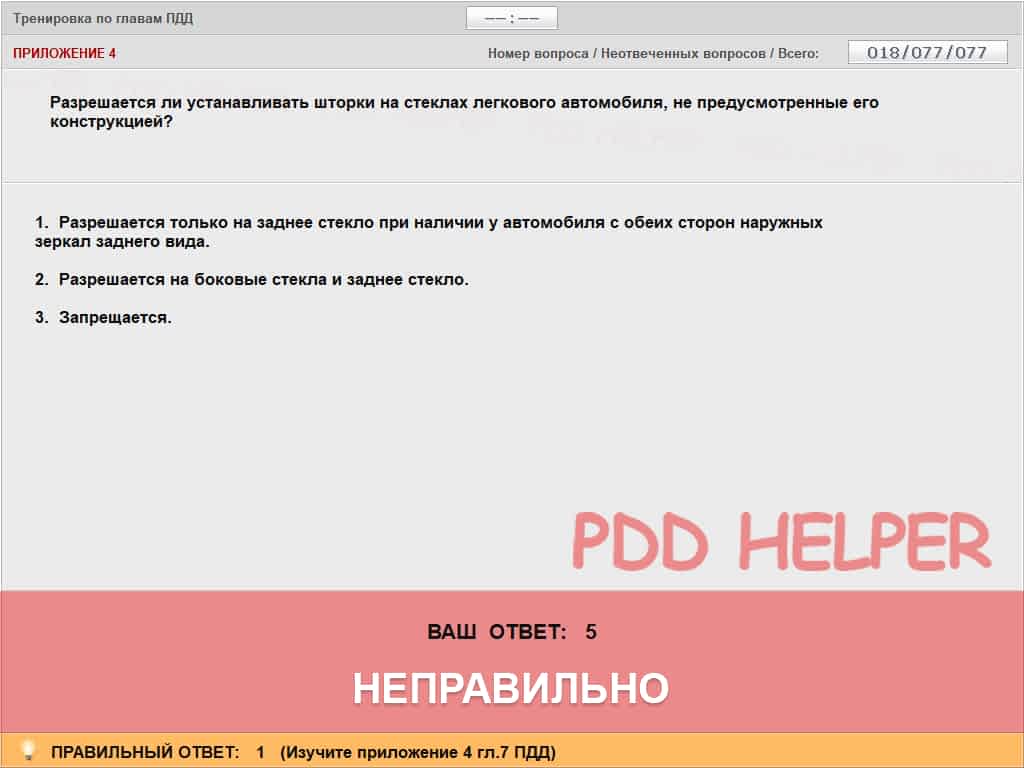 Тренировка по главам ПДД
—— : ——
ПРИЛОЖЕНИЕ 4
Номер вопроса / Неотвеченных вопросов / Всего:
018/077/077
Разрешается ли устанавливать шторки на стеклах легкового автомобиля, не предусмотренные его
конструкцией?
1. Разрешается только на заднее стекло при наличии у автомобиля с обеих сторон наружных
зеркал заднего вида.
2. Разрешается на боковые стекла и заднее стекло.
3. Запрещается.
PDD HELPER
ВАШ ОТВЕТ: 5
НЕПРАВИЛЬНО
ПРАВИЛЬНЫЙ ОТВЕТ: 1 (Изучите приложение 4 гл.7 ПДД)